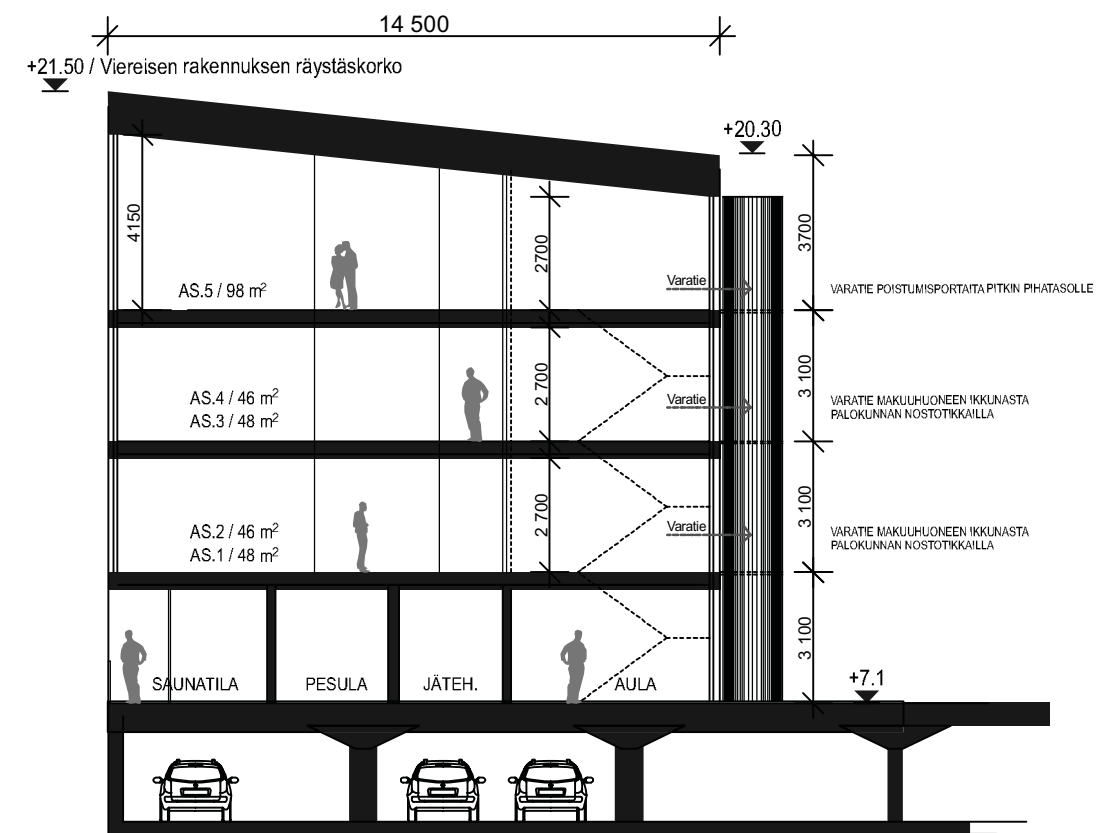 14 500
+21.50 / Viereisen rakennuksen räystäskorko
+20.30
4150
2700
3700
Varatie
AS.5 / 98 m²
VARATIE POISTUMISPORTAITA PITKIN PIHATASOLLE
2 700
3 100
AS.4 / 46 m²
AS.3 / 48 m²
Varatie
VARATIE MAKUUHUONEEN IKKUNASTA
PALOKUNNAN NOSTOTIKKAILLA
2 700
3 100
AS.2 / 46 m²
AS.1 / 48 m²
Varatie
VARATIE MAKUUHUONEEN IKKUNASTA
PALOKUNNAN NOSTOTIKKAILLA
3 100
SAUNATILA PESULA JÄTEH. AULA
+7.1